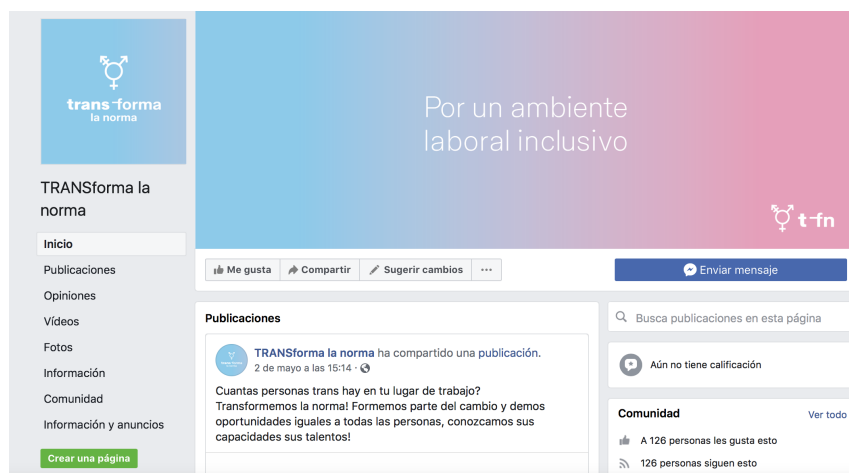 trans-forma
la norma
TRANSforma la
norma
Inicio
Publicaciones
Opiniones
Vídeos
Fotos
Información
Comunidad
Información y anuncios
Crear una página
Por un ambiente
laboral inclusivo
t-fn
Me gusta
Compartir
Sugerir cambios
...
Enviar mensaje
Publicaciones
TRANSforma la norma ha compartido una publicación.
2 de mayo a las 15:14 ·
Cuantas personas trans hay en tu lugar de trabajo?
Transformemos la norma! Formemos parte del cambio y demos
oportunidades iguales a todas las personas, conozcamos sus
capacidades sus talentos!
Busca publicaciones en esta página
Aún no tiene calificación
Comunidad
Ver todo
A 126 personas les gusta esto
126 personas siguen esto